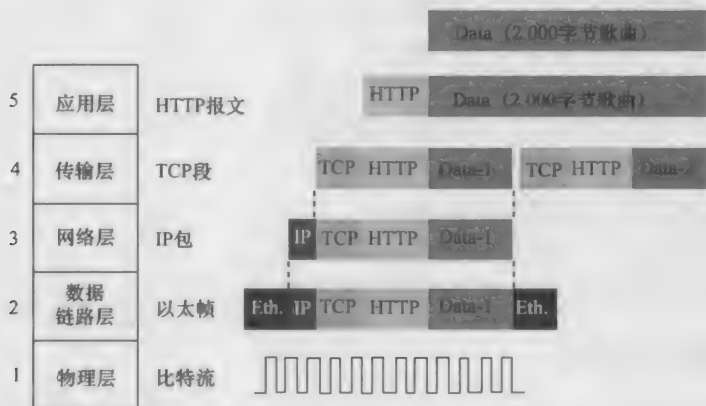 Data (2 000字节歌曲)
5 应用层 HTTP报文 HTTP Data (2 000字节歌曲)
4 传输层 TCP段 TCP HTTP Data-1 TCP HTTP Data-2
3 网络层 IP包 IP TCP HTTP Data-1
2 数据
链路层 以太帧 Eth. IP TCP HTTP Data-1 Eth.
1 物理层 比特流